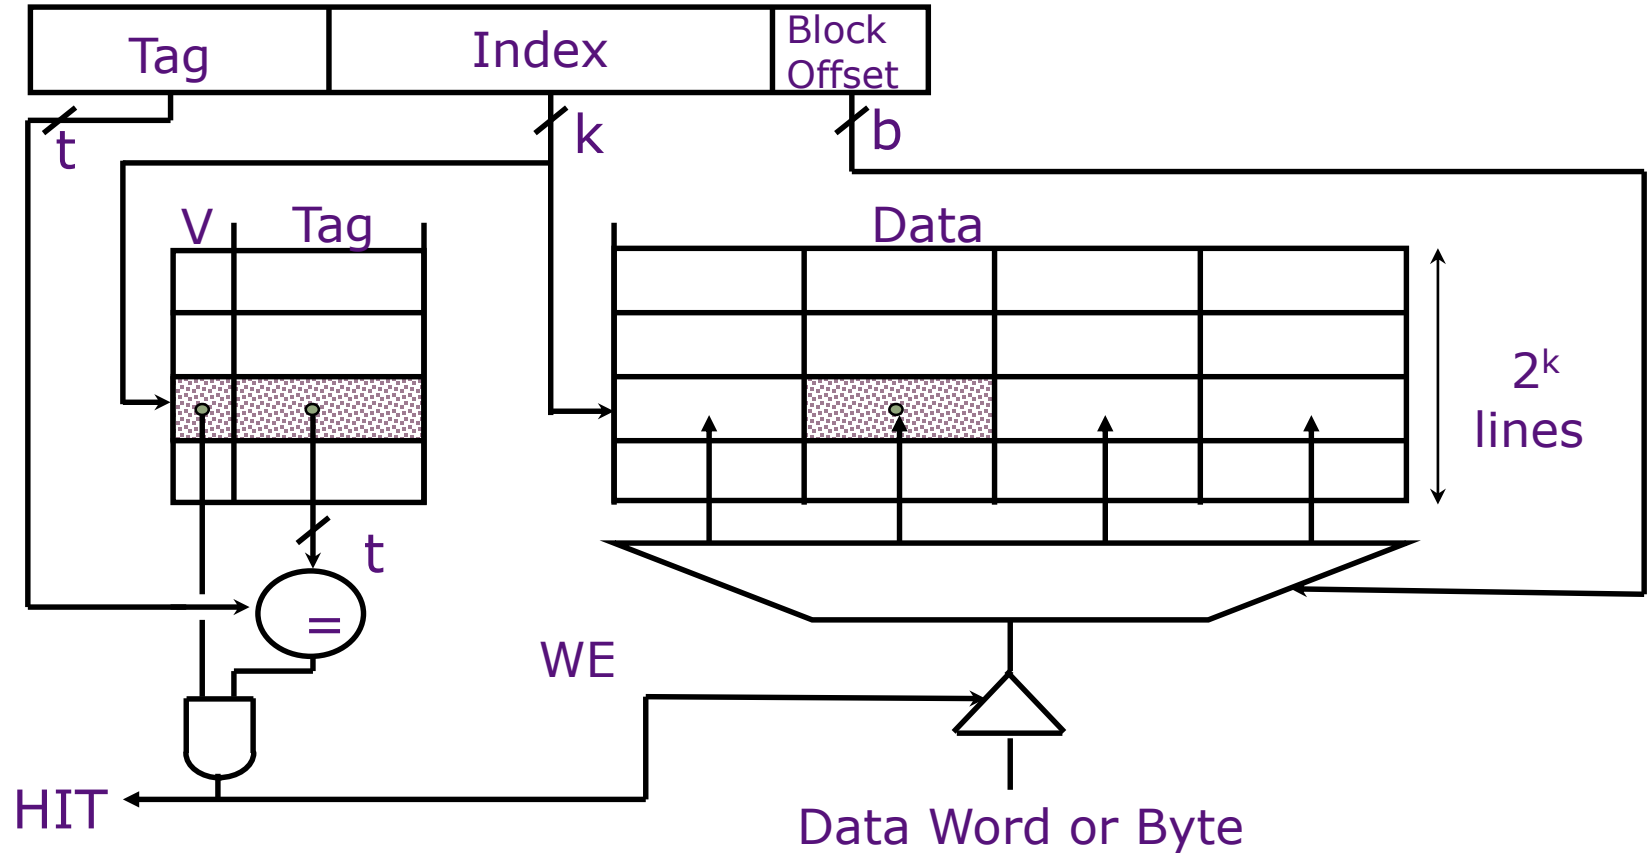 Tag
Index
Block
Offset
t
k
b
V
Tag
Data
2ᵏ
lines
t
=
WE
HIT
Data Word or Byte